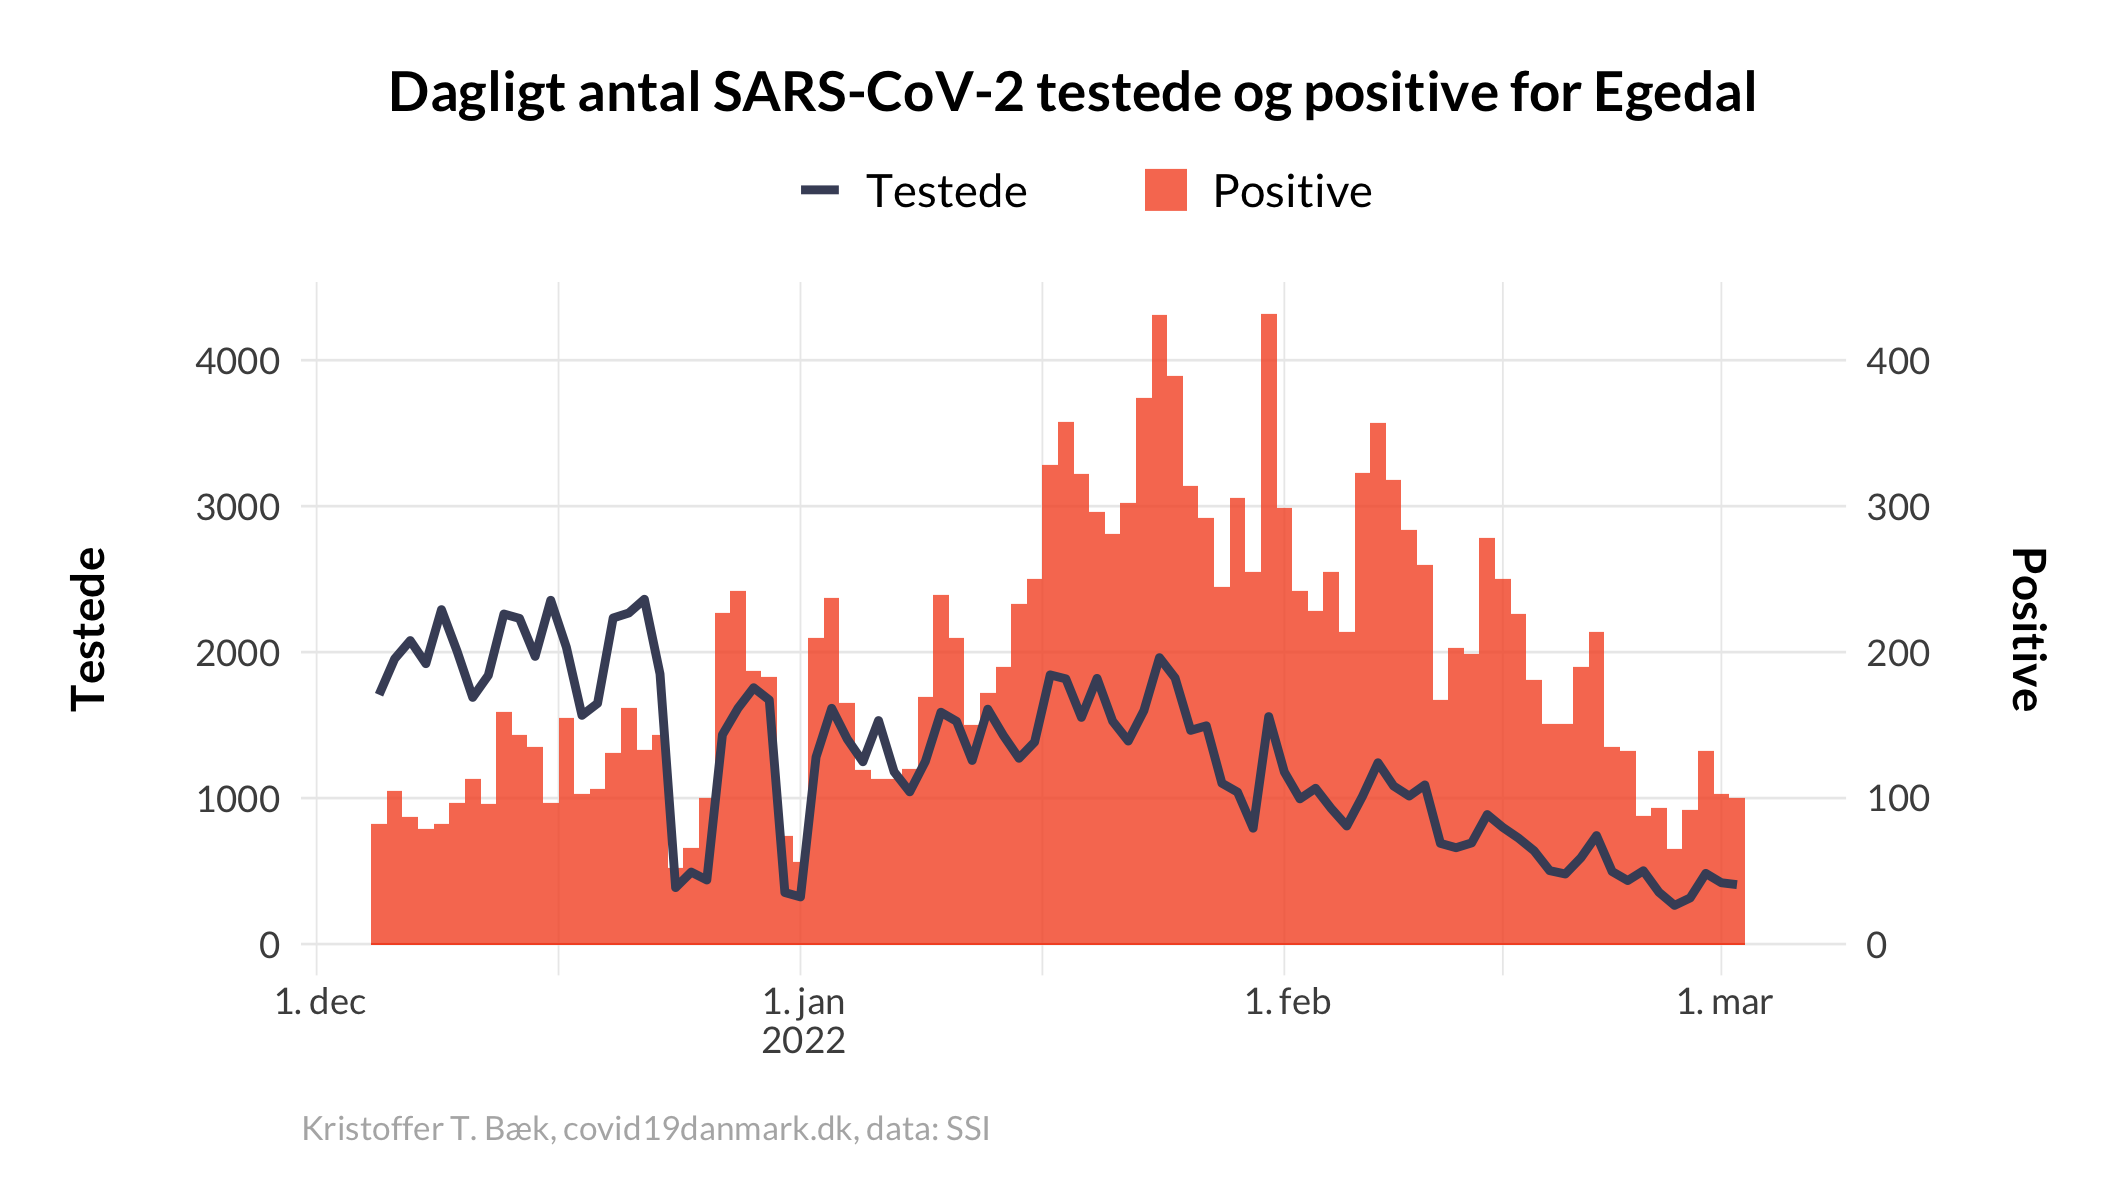 Dagligt antal SARS-CoV-2 testede og positive for Egedal
Testede
Positive
4000
3000
2000
1000
0
Testede
400
300
200
100
0
Positive
1. dec
1. jan
2022
1. feb
1. mar
Kristoffer T. Bæk, covid19danmark.dk, data: SSI